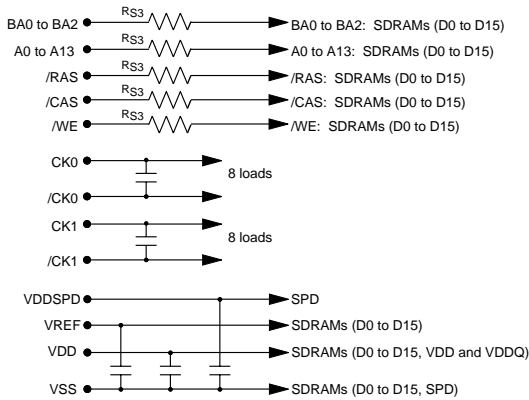 BA0 to BA2 RS3 BA0 to BA2: SDRAMs (D0 to D15)
A0 to A13 RS3 A0 to A13: SDRAMs (D0 to D15)
/RAS RS3 /RAS: SDRAMs (D0 to D15)
/CAS RS3 /CAS: SDRAMs (D0 to D15)
/WE RS3 /WE: SDRAMs (D0 to D15)
CK0
8 loads
/CK0
CK1
8 loads
/CK1
VDDSPD SPD
VREF SDRAMs (D0 to D15)
VDD SDRAMs (D0 to D15, VDD and VDDQ)
VSS SDRAMs (D0 to D15, SPD)